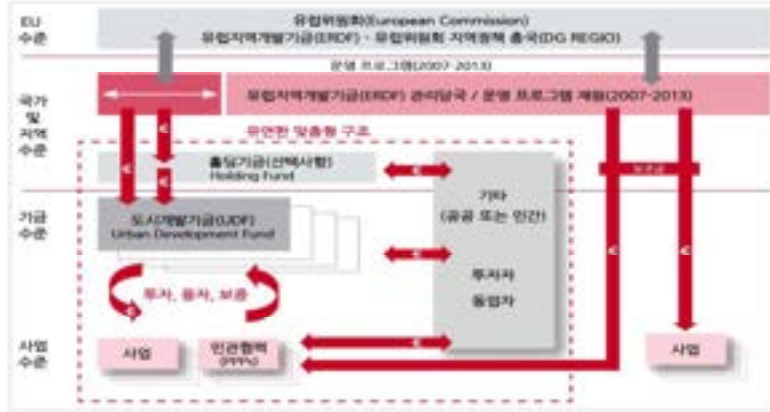 EU
수준
유럽위원회(European Commission)
유럽지역개발기금(ERDF) - 유럽위원회 지역정책 총국(DG REGIO)
운영 프로그램(2007-2013)
국가
및
지역
수준
유럽지역개발기금(ERDF) 관리당국 / 운영 프로그램 재원(2007-2013)
유연한 맞춤형 구조
€
€
€
€
홀딩기금(선택사항)
Holding Fund
€
보조금
기금
수준
도시개발기금(UDF)
Urban Development Fund
기타
(공공 또는 민간)
투자자
동업자
€
€
€
투자, 융자, 보증
€
€
사업
수준
사업
민관협력
(PPPs)
사업